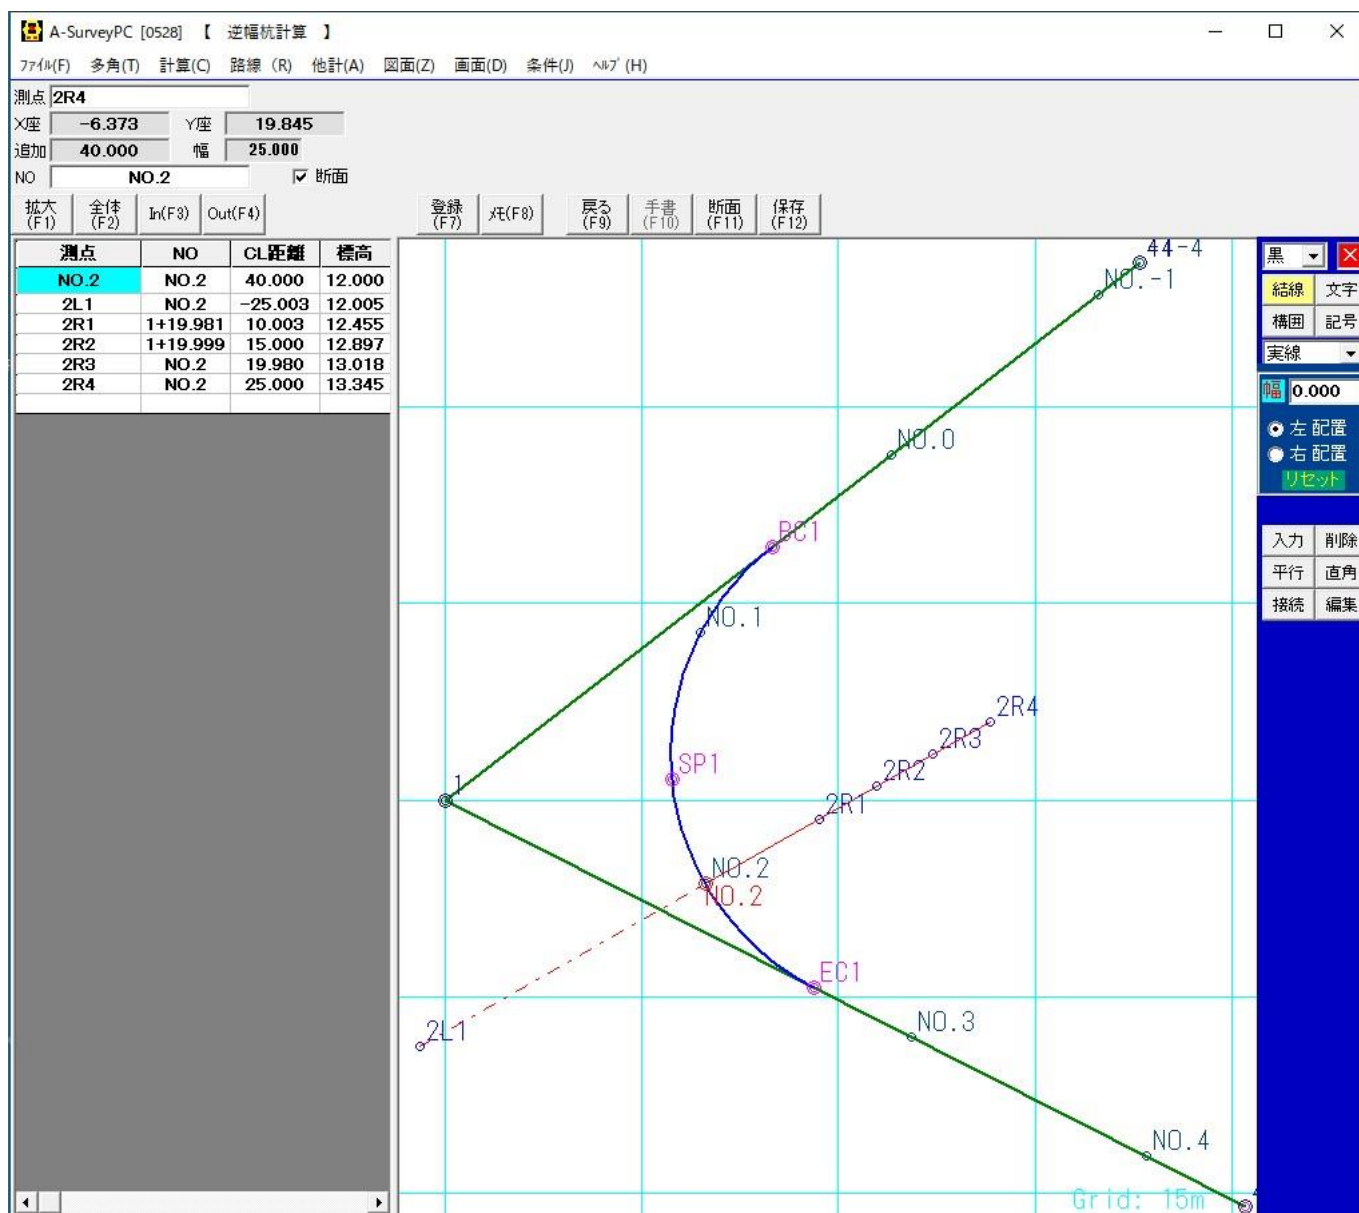 A-SurveyPC [0528] 【 逆幅杭計算 】
ファイル(F) 多角(T) 計算(C) 路線 (R) 他計(A) 図面(Z) 画面(D) 条件(J) ヘルプ(H)
測点 2R4
X座 -6.373 Y座 19.845
追加 40.000 幅 25.000
NO NO.2 断面
拡大(F1) 全体(F2) In(F3) Out(F4) 登録(F7) メモ(F8) 戻る(F9) 手書(F10) 断面(F11) 保存(F12)
測点 NO CL距離 標高
NO.2 NO.2 40.000 12.000
2L1 NO.2 -25.003 12.005
2R1 1+19.981 10.003 12.455
2R2 1+19.999 15.000 12.897
2R3 NO.2 19.980 13.018
2R4 NO.2 25.000 13.345
44-4
NO.-1
NO.0
BC1
NO.1
2R4
2R3
SP1
2R2
1
2R1
NO.2
NO.2
EC1
2L1
NO.3
NO.4
Grid: 15m
黒
結線 文字
構囲 記号
実線
幅 0.000
左 配置
右 配置
リセット
入力 削除
平行 直角
接続 編集